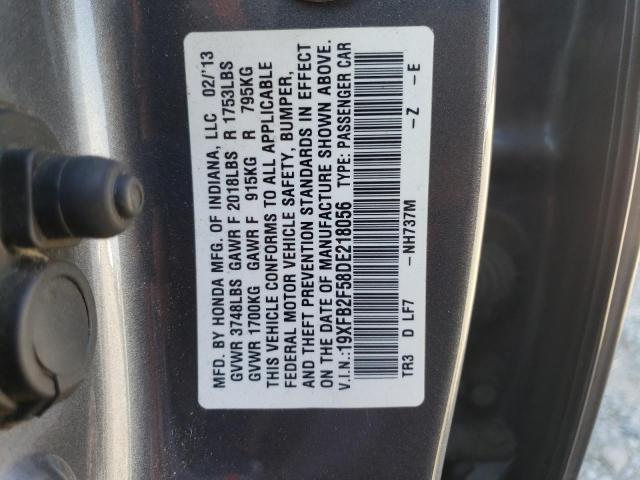 MFD. BY HONDA MFG. OF INDIANA, LLC 02/'13
GVWR 3748LBS GAWR F 2018LBS R 1753LBS
GVWR 1700KG GAWR F 915KG R 795KG
THIS VEHICLE CONFORMS TO ALL APPLICABLE
FEDERAL MOTOR VEHICLE SAFETY, BUMPER,
AND THEFT PREVENTION STANDARDS IN EFFECT
ON THE DATE OF MANUFACTURE SHOWN ABOVE.
V.I.N.:19XFB2F58DE218056 TYPE: PASSENGER CAR
TR3 D LF7 -NH737M -Z -E